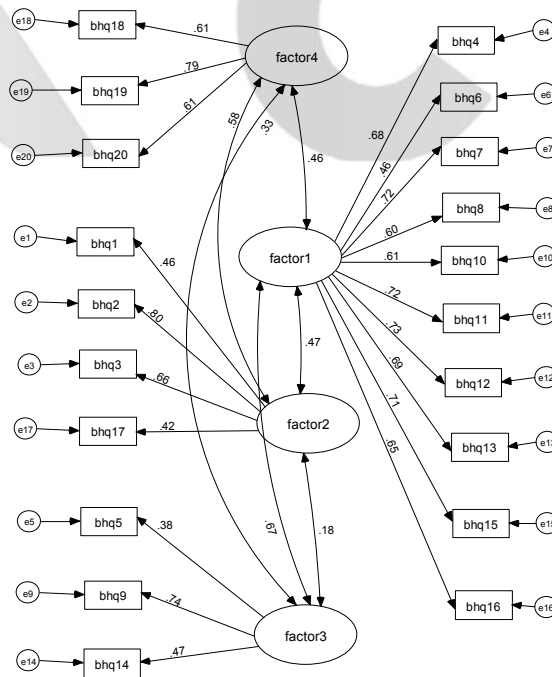 e18
bhq18
.61
factor4
e4
bhq4
e19
bhq19
.79
e6
bhq6
e20
bhq20
.61
.58
.33
.46
.68
.46
e7
bhq7
.72
e8
bhq8
.60
e1
bhq1
.46
factor1
e10
bhq10
.61
e2
bhq2
.80
.72
e11
bhq11
.73
.47
e3
bhq3
.66
.69
e12
bhq12
.71
e17
bhq17
.42
factor2
.65
bhq13
e5
bhq5
.38
.67
.18
bhq15
e15
e9
bhq9
.74
e16
bhq16
factor3
e14
bhq14
.47